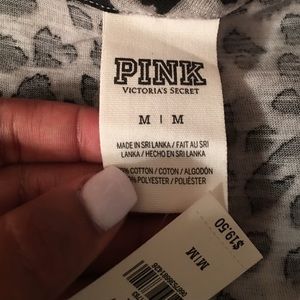 PINK
VICTORIA'S SECRET
M | M
MADE IN SRI LANKA / FAIT AU SRI
LANKA / HECHO EN SRI LANKA
COTTON / COTON / ALGODÓN
POLYESTER / POLIÉSTER
M|M
$19.50